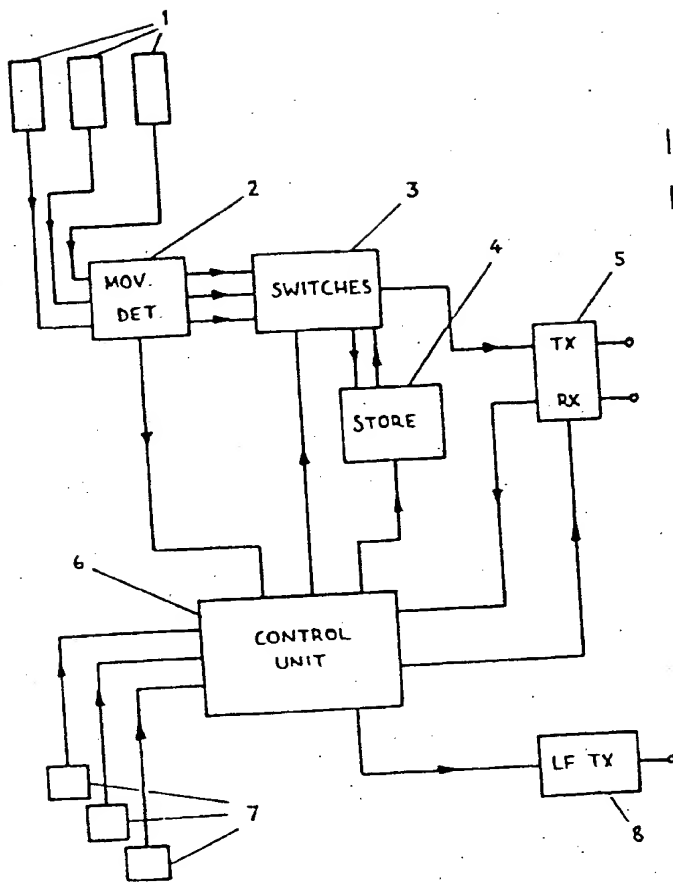 1
2
3
4
5
MOV.
DET.
SWITCHES
TX
RX
STORE
6
CONTROL
UNIT
7
LF TX
8